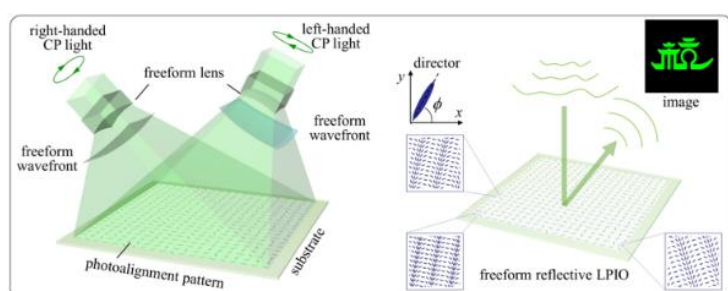 right-handed
CP light
left-handed
CP light
freeform lens
freeform
wavefront
freeform
wavefront
photoalignment pattern
substrate
y
director
ϕ
x
image
freeform reflective LPIO